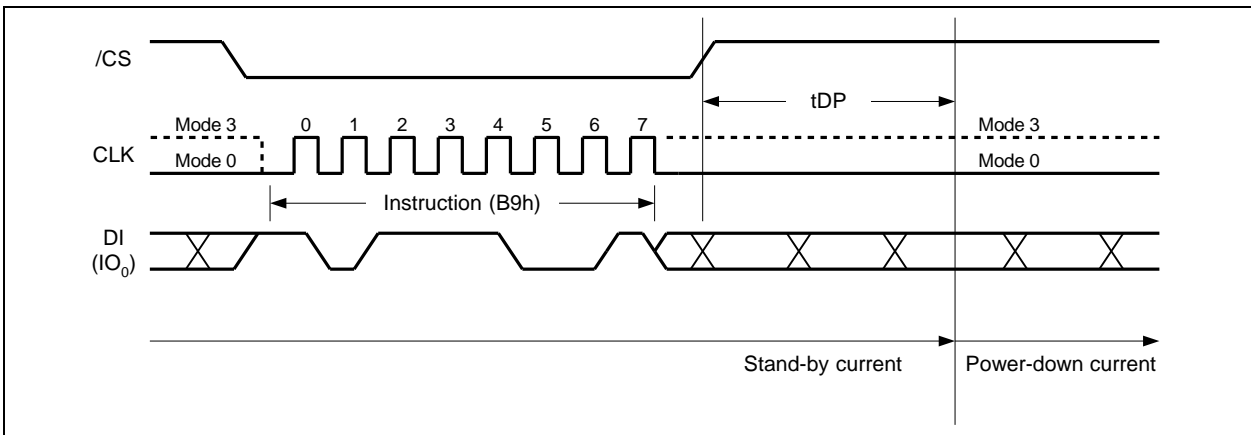 /CS
tDP
Mode 3 0 1 2 3 4 5 6 7 Mode 3
CLK
Mode 0 Mode 0
Instruction (B9h)
DI
(IO₀)
Stand-by current Power-down current